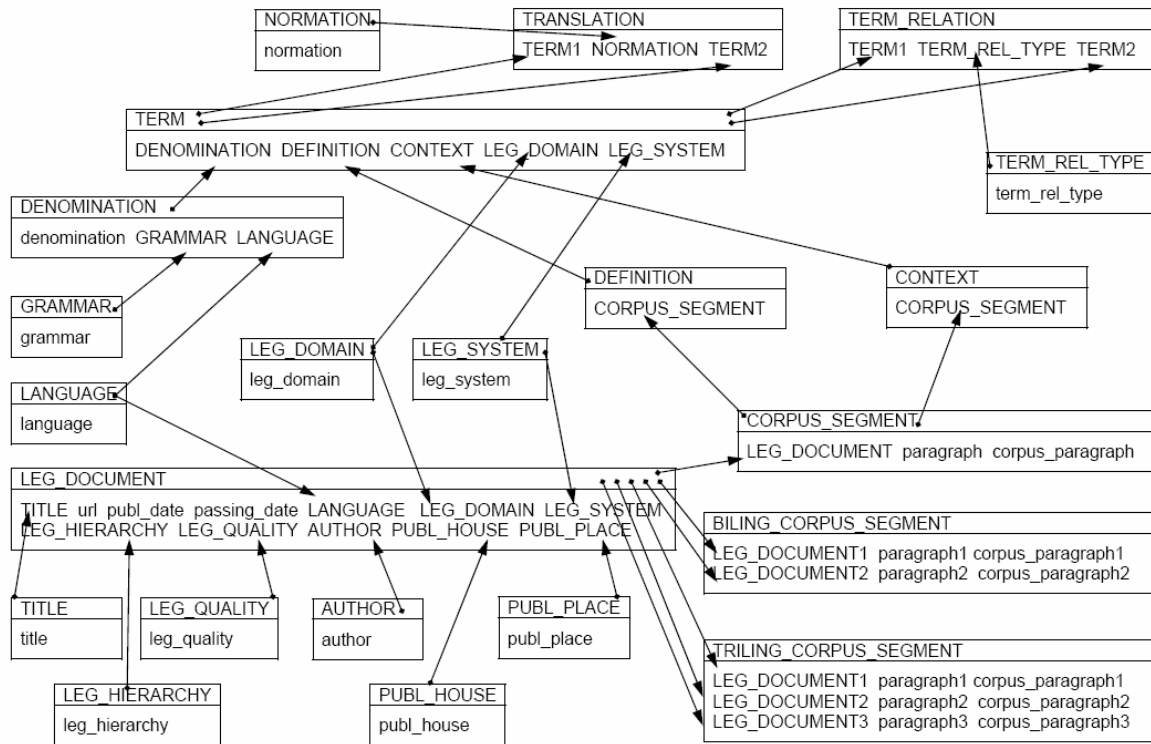 NORMATION
normation
TRANSLATION
TERM1 NORMATION TERM2
TERM_RELATION
TERM1 TERM_REL_TYPE TERM2
TERM
DENOMINATION DEFINITION CONTEXT LEG_DOMAIN LEG_SYSTEM
TERM_REL_TYPE
term_rel_type
DENOMINATION
denomination GRAMMAR LANGUAGE
DEFINITION
CORPUS_SEGMENT
CONTEXT
CORPUS_SEGMENT
GRAMMAR
grammar
LEG_DOMAIN
leg_domain
LEG_SYSTEM
leg_system
LANGUAGE
language
CORPUS_SEGMENT
LEG_DOCUMENT paragraph corpus_paragraph
LEG_DOCUMENT
TITLE url publ_date passing_date LANGUAGE LEG_DOMAIN LEG_SYSTEM
LEG_HIERARCHY LEG_QUALITY AUTHOR PUBL_HOUSE PUBL_PLACE
BILING_CORPUS_SEGMENT
LEG_DOCUMENT1 paragraph1 corpus_paragraph1
LEG_DOCUMENT2 paragraph2 corpus_paragraph2
TITLE
title
LEG_QUALITY
leg_quality
AUTHOR
author
PUBL_PLACE
publ_place
TRILING_CORPUS_SEGMENT
LEG_DOCUMENT1 paragraph1 corpus_paragraph1
LEG_DOCUMENT2 paragraph2 corpus_paragraph2
LEG_DOCUMENT3 paragraph3 corpus_paragraph3
LEG_HIERARCHY
leg_hierarchy
PUBL_HOUSE
publ_house